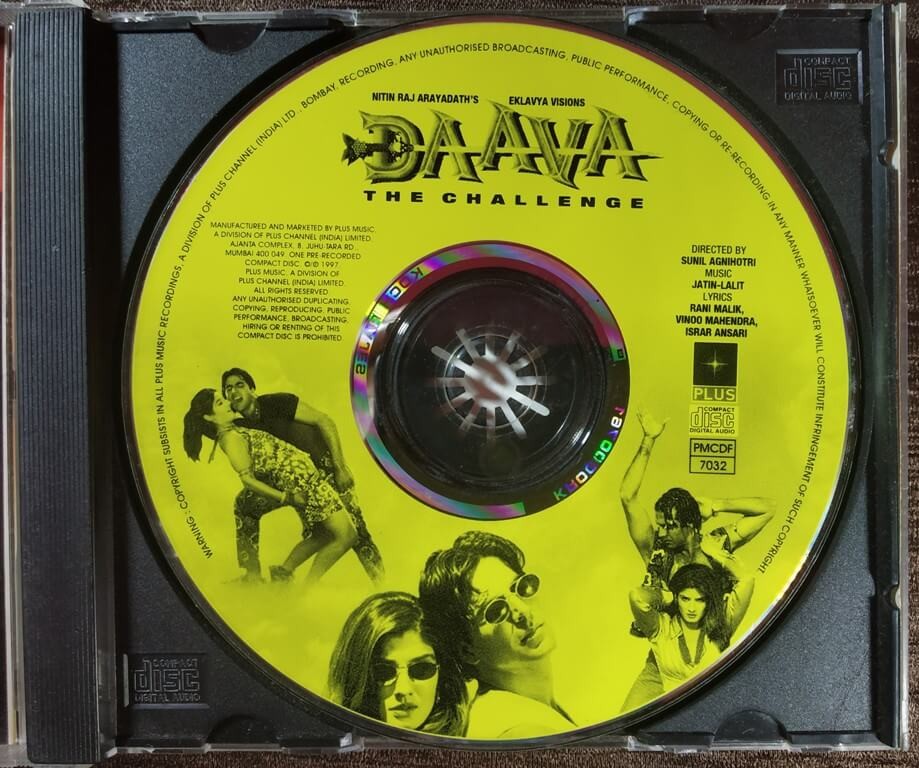 WARNING : COPYRIGHT SUBSISTS IN ALL PLUS MUSIC RECORDINGS, A DIVISION OF PLUS CHANNEL (INDIA) LTD., BOMBAY, RECORDING, ANY UNAUTHORISED BROADCASTING, PUBLIC PERFORMANCE, COPYING OR RE-RECORDING IN ANY MANNER WHATSOEVER WILL CONSTITUTE INFRINGEMENT OF SUCH COPYRIGHT
NITIN RAJ ARAYADATH'S EKLAVYA VISIONS
DAAVA
THE CHALLENGE
MANUFACTURED AND MARKETED BY PLUS MUSIC.
A DIVISION OF PLUS CHANNEL (INDIA) LIMITED.
AJANTA COMPLEX, 8, JUHU-TARA RD.,
MUMBAI 400 049. ONE PRE-RECORDED
COMPACT DISC. ©/℗ 1997
PLUS MUSIC, A DIVISION OF
PLUS CHANNEL (INDIA) LIMITED.
ALL RIGHTS RESERVED
ANY UNAUTHORISED DUPLICATING,
COPYING, REPRODUCING, PUBLIC
PERFORMANCE, BROADCASTING,
HIRING OR RENTING OF THIS
COMPACT DISC IS PROHIBITED.
DIRECTED BY
SUNIL AGNIHOTRI
MUSIC
JATIN-LALIT
LYRICS
RANI MALIK,
VINOO MAHENDRA,
ISRAR ANSARI
PLUS
COMPACT
disc
DIGITAL AUDIO
PMCDF
7032
COMPACT
disc
DIGITAL AUDIO
COMPACT
disc
DIGITAL AUDIO